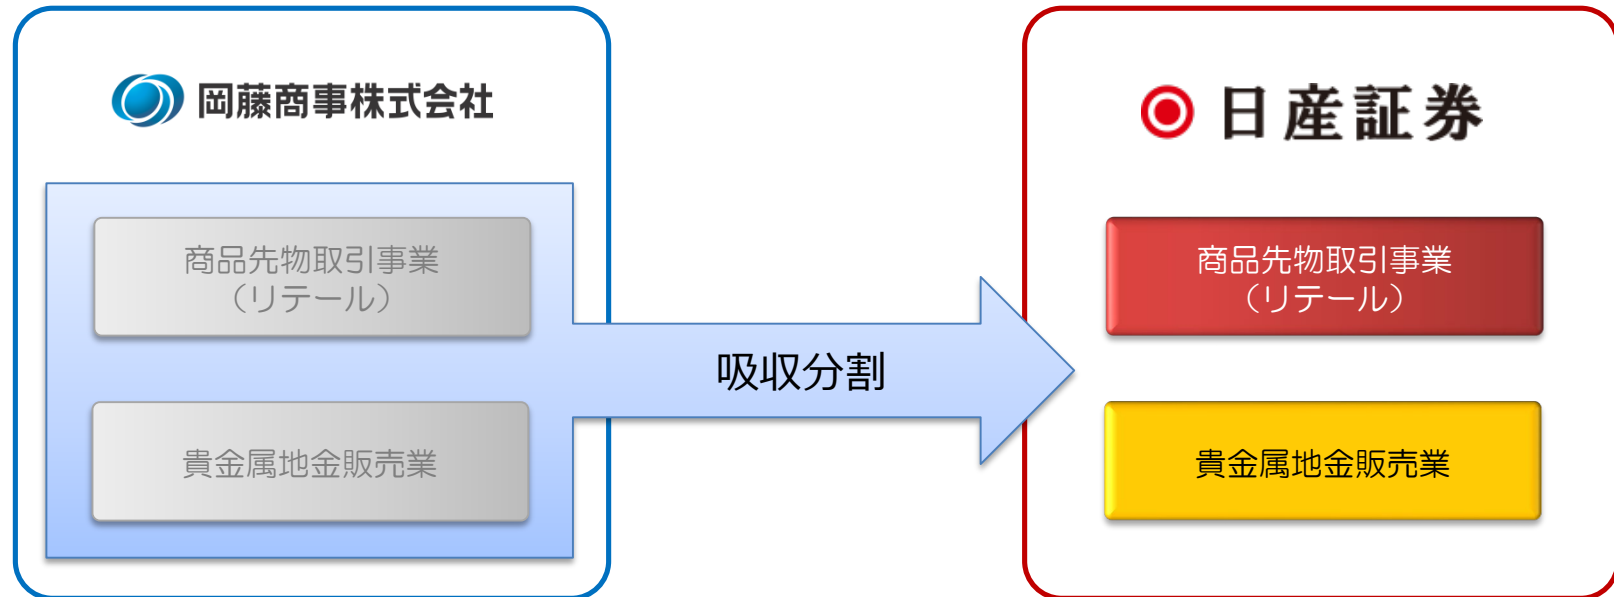 岡藤商事株式会社
商品先物取引事業
（リテール）
貴金属地金販売業
吸収分割
日産証券
商品先物取引事業
（リテール）
貴金属地金販売業